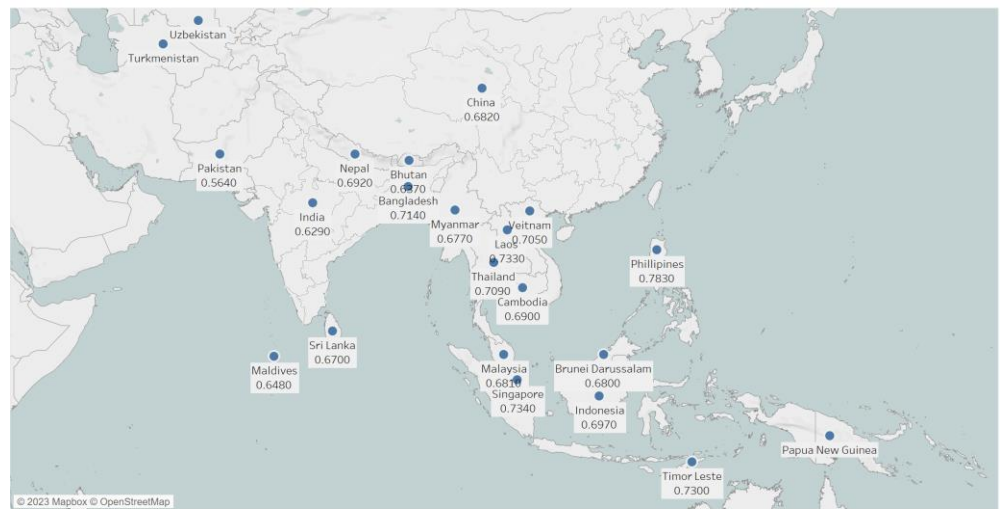 Uzbekistan
Turkmenistan
China
0.6820
Pakistan
0.5640
Nepal
0.6920
Bhutan
0.6370
Bangladesh
0.7140
India
0.6290
Myanmar
0.6770
Veitnam
0.7050
Laos
0.7330
Thailand
0.7090
Cambodia
0.6900
Phillipines
0.7830
Sri Lanka
0.6700
Maldives
0.6480
Malaysia
0.6810
Singapore
0.7340
Brunei Darussalam
0.6800
Indonesia
0.6970
Papua New Guinea
Timor Leste
0.7300
© 2023 Mapbox © OpenStreetMap